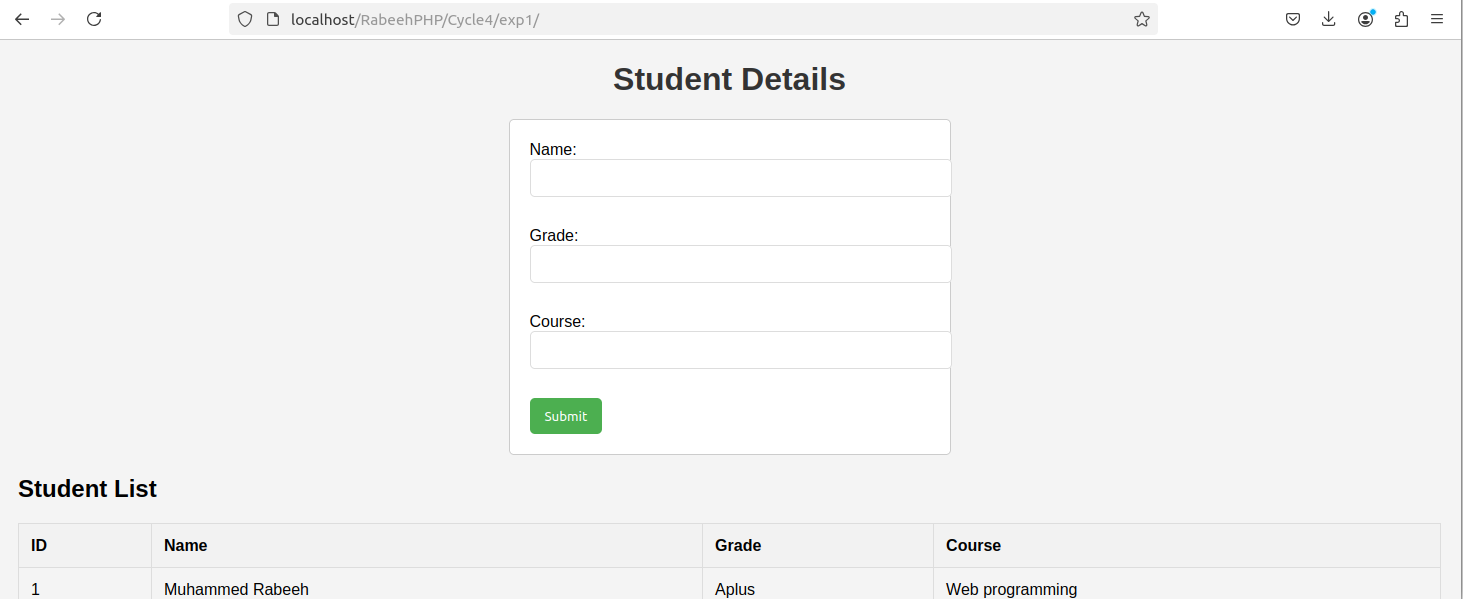 localhost/RabeehPHP/Cycle4/exp1/
Student Details
Name:
Grade:
Course:
Submit
Student List
ID Name Grade Course
1 Muhammed Rabeeh Aplus Web programming